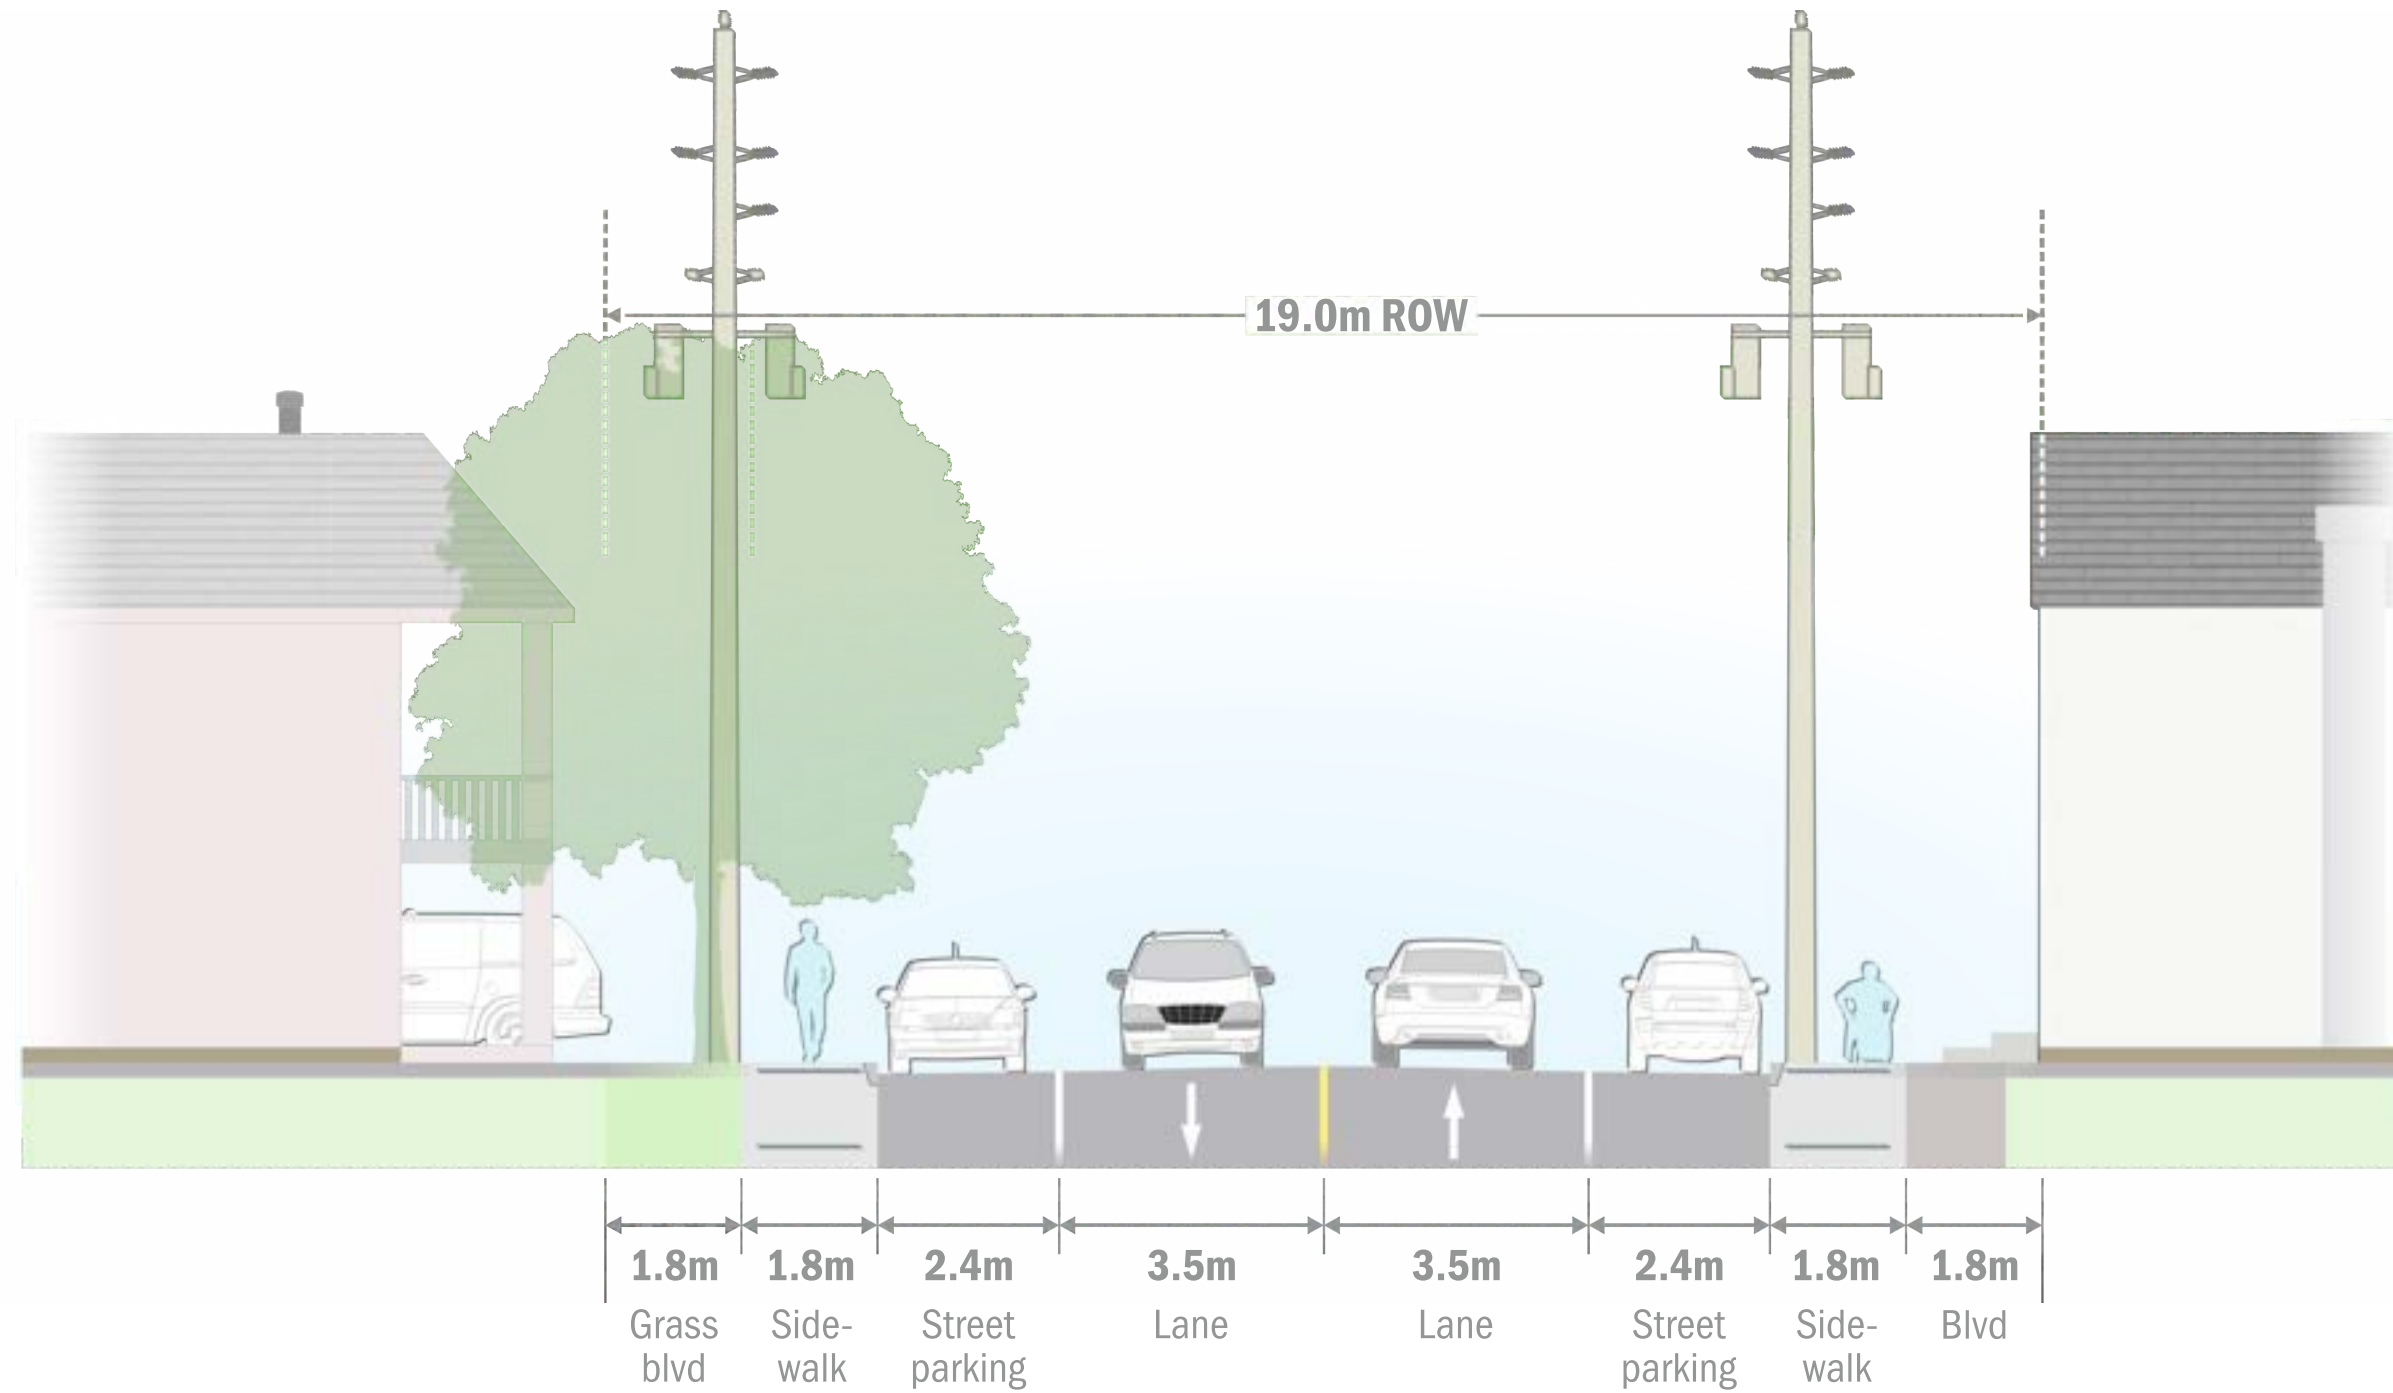 19.0m ROW
1.8m 1.8m 2.4m 3.5m 3.5m 2.4m 1.8m 1.8m
Grass Side- Street Lane Lane Street Side- Blvd
blvd walk parking parking walk